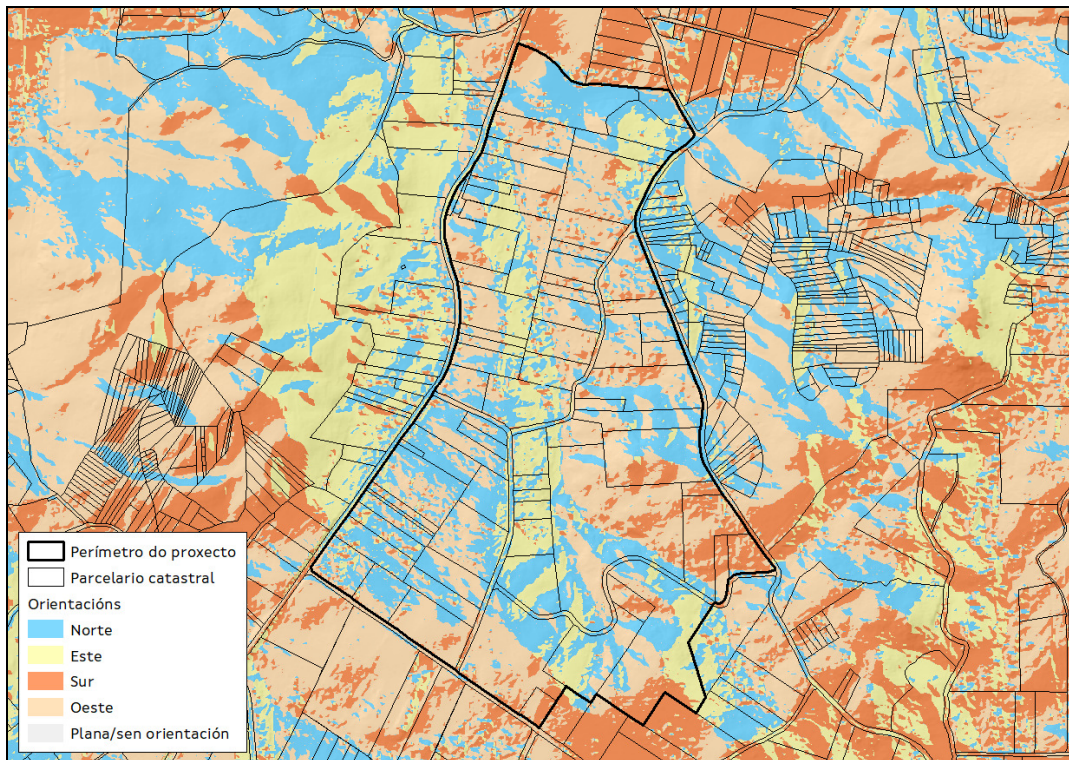 Perímetro do proxecto
Parcelario catastral
Orientacións
Norte
Este
Sur
Oeste
Plana/sen orientación